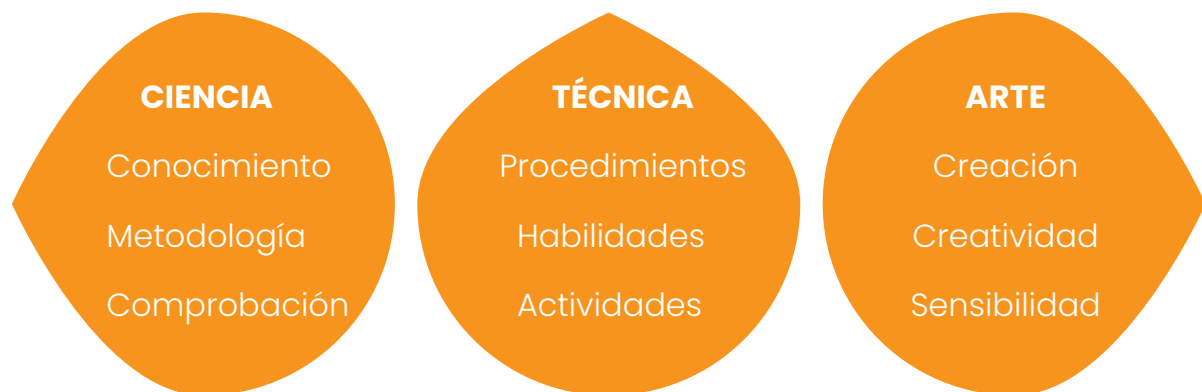 CIENCIA
Conocimiento
Metodología
Comprobación
TÉCNICA
Procedimientos
Habilidades
Actividades
ARTE
Creación
Creatividad
Sensibilidad